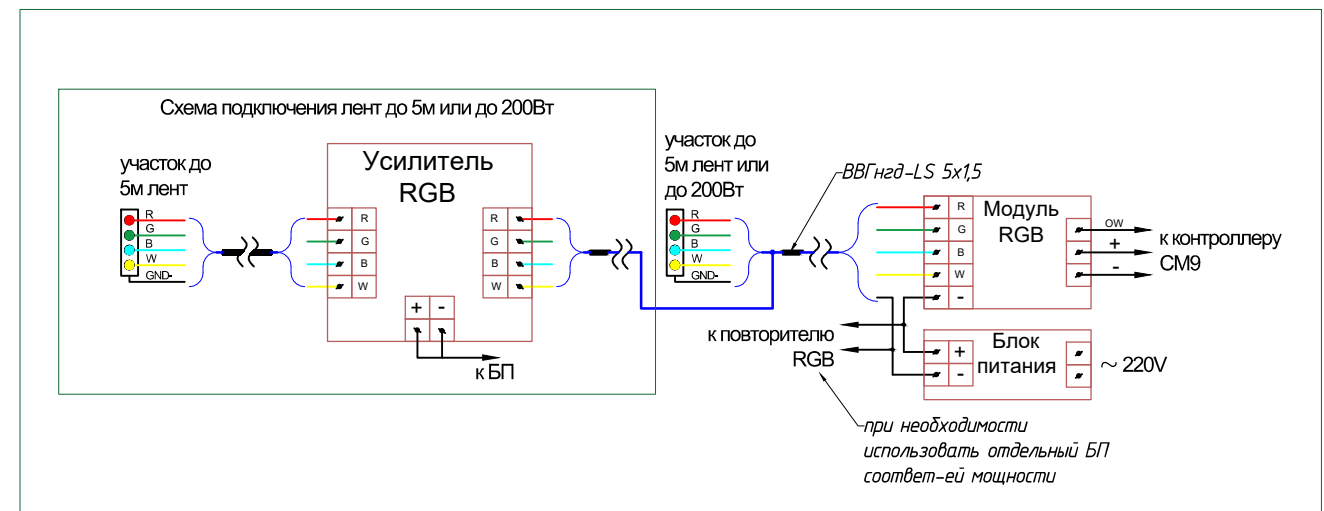 Схема подключения лент до 5м или до 200Вт
участок до
5м лент
R
G
B
W
GND-
Усилитель
RGB
R
G
B
W
R
G
B
W
+ -
к БП
участок до
5м лент или
до 200Вт
R
G
B
W
GND-
ВВГнгд-LS 5х1,5
Модуль
RGB
R
G
B
W
-
OW
+
-
к контроллеру
СМ9
к повторителю
RGB
Блок
питания
+
-
~ 220V
при необходимости
использовать отдельный БП
соответ-ей мощности